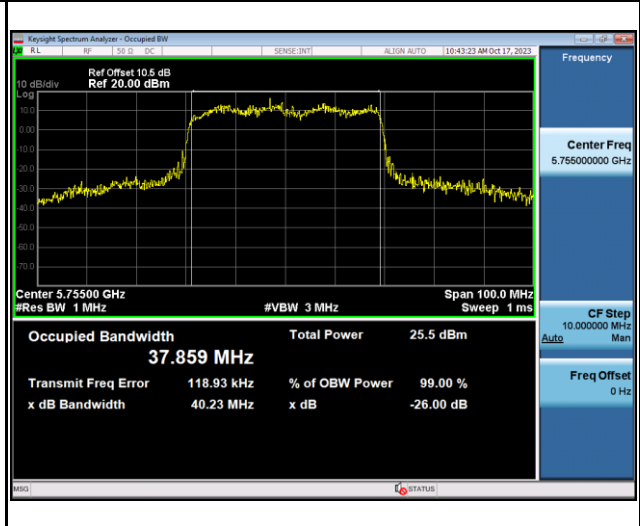 Keysight Spectrum Analyzer - Occupied BW
RL RF 50 Ω DC SENSE:INT ALIGN AUTO 10:43:23 AM Oct 17, 2023
Frequency
Ref Offset 10.5 dB
10 dB/div Ref 20.00 dBm
Log
10.0
0.00
-10.0
-20.0
-30.0
-40.0
-50.0
-60.0
-70.0
Center Freq
5.755000000 GHz
Center 5.75500 GHz Span 100.0 MHz
#Res BW 1 MHz #VBW 3 MHz Sweep 1 ms
CF Step
10.000000 MHz
Auto Man
Occupied Bandwidth Total Power 25.5 dBm
37.859 MHz
Transmit Freq Error 118.93 kHz % of OBW Power 99.00 %
x dB Bandwidth 40.23 MHz x dB -26.00 dB
Freq Offset
0 Hz
MSG STATUS